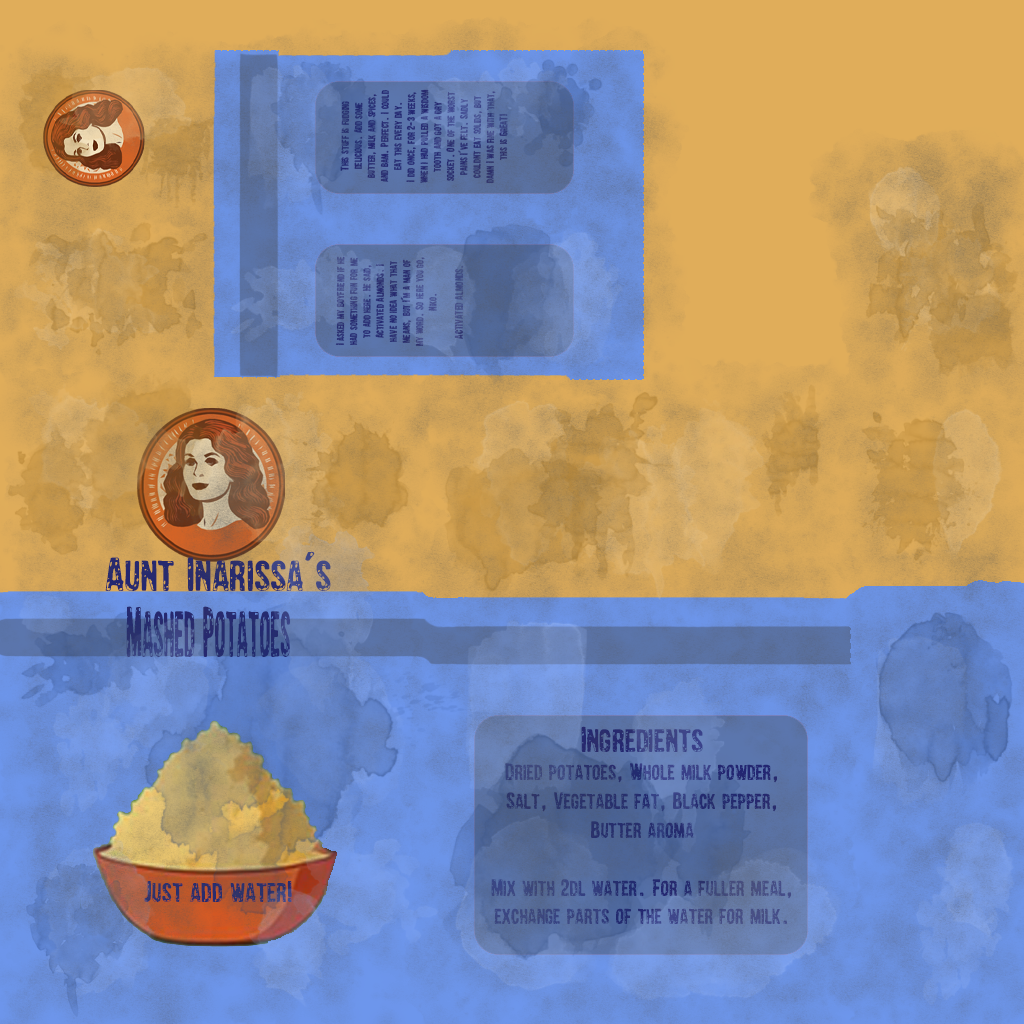 This stuff is fucking
delicious. Add some
butter, milk and spices,
and bam. Perfect. I could
eat this every day.
I did once, for 2-3 weeks,
when I had pulled a wisdom
tooth and got a dry
socket. One of the worst
pains I've felt. Sadly
couldn't eat solids, but
damn I was fine with that,
this is great!
I asked my boyfriend if he
had something fun for me
to add here. He said,
Activated Almonds. I
have no idea what that
means, but I'm a man of
my word. So here you go,
Activated almonds.
Aunt Inarissa's
Mashed Potatoes
Just add water!
Ingredients
Dried potatoes, Whole milk powder,
Salt, Vegetable fat, Black pepper,
Butter aroma
Mix with 2dl water. For a fuller meal,
exchange parts of the water for milk.